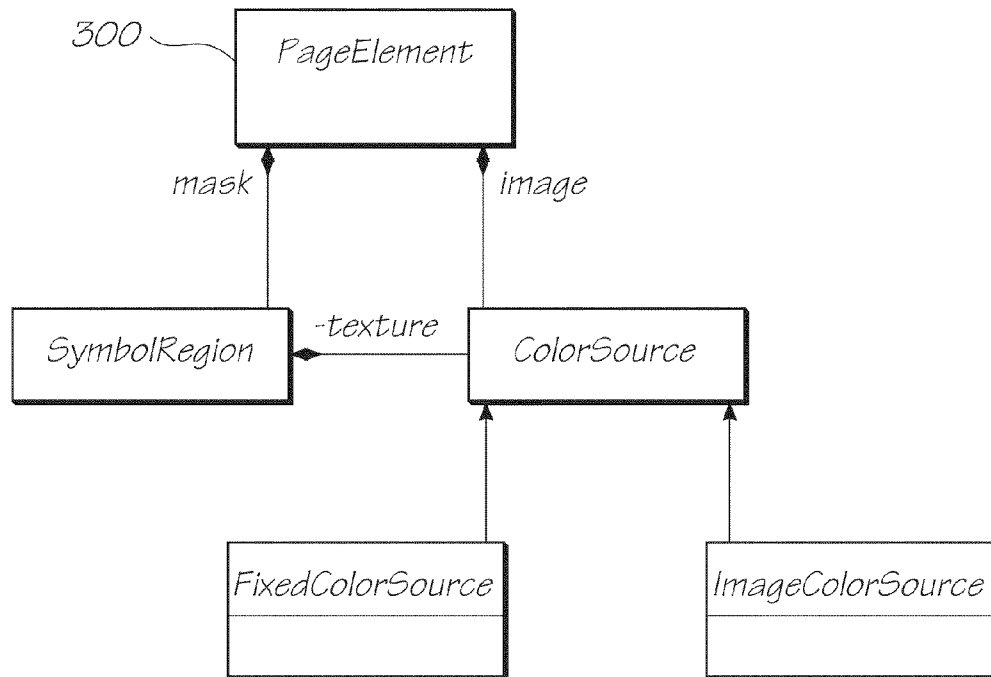 300
PageElement
mask
image
SymbolRegion
-texture
ColorSource
FixedColorSource
ImageColorSource